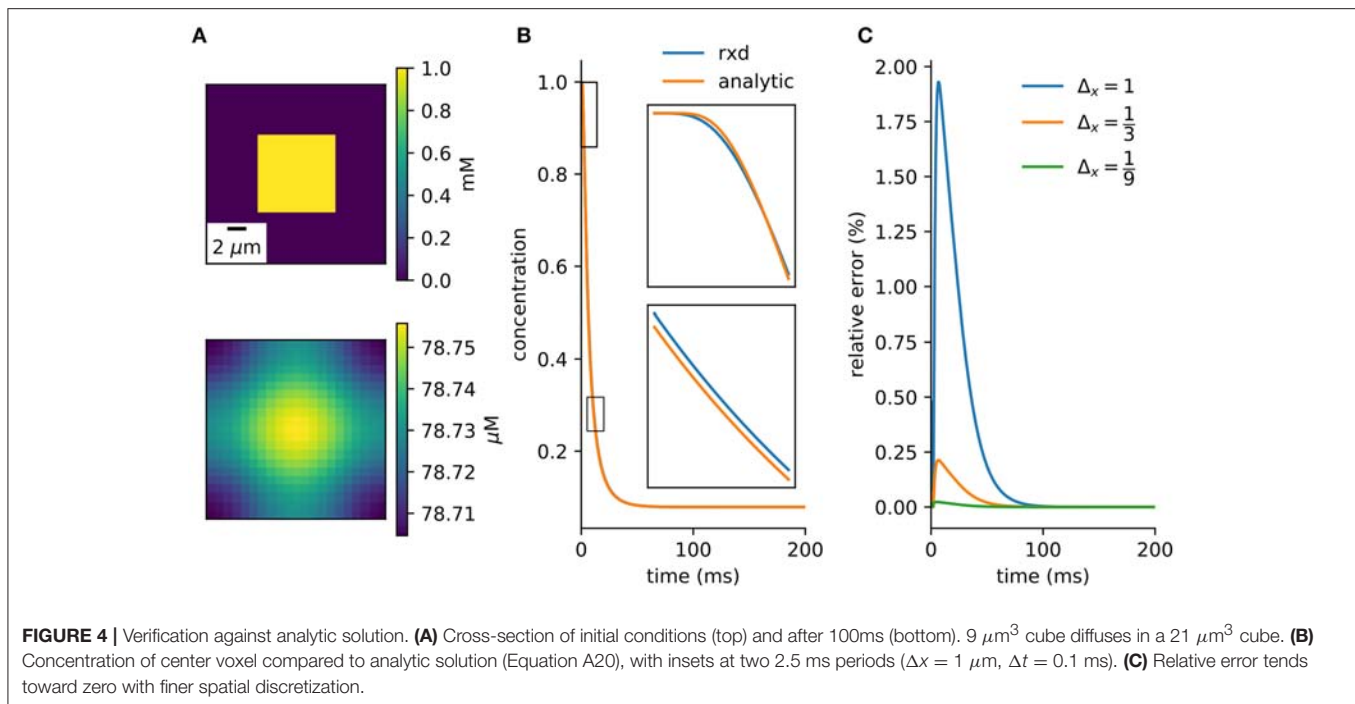 A
B
C
1.0
0.8
0.6
0.4
0.2
0.0
mM
2 μm
78.75
78.74
78.73
78.72
78.71
μM
rxd
analytic
1.0
0.8
0.6
0.4
0.2
concentration
0
100
200
time (ms)
2.00
1.75
1.50
1.25
1.00
0.75
0.50
0.25
0.00
relative error (%)
Δx = 1
Δx = 1/3
Δx = 1/9
0
100
200
time (ms)
FIGURE 4 | Verification against analytic solution. (A) Cross-section of initial conditions (top) and after 100ms (bottom). 9 μm³ cube diffuses in a 21 μm³ cube. (B)
Concentration of center voxel compared to analytic solution (Equation A20), with insets at two 2.5 ms periods (Δx = 1 μm, Δt = 0.1 ms). (C) Relative error tends
toward zero with finer spatial discretization.